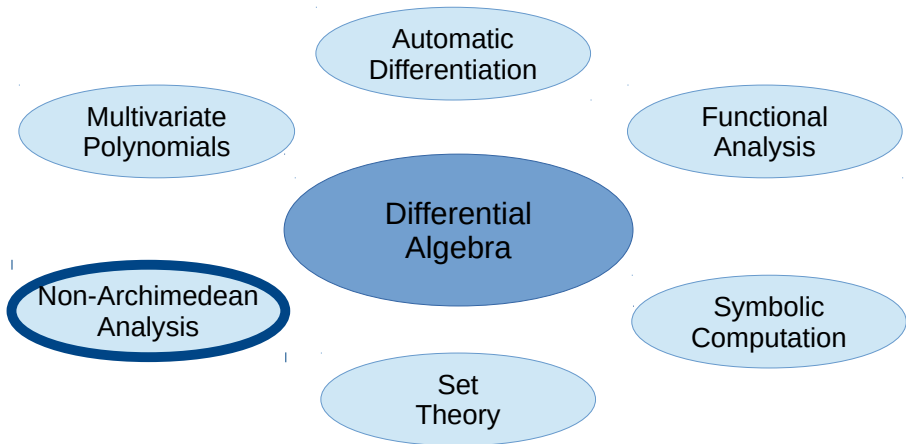 Automatic
Differentiation
Multivariate
Polynomials
Functional
Analysis
Differential
Algebra
Non-Archimedean
Analysis
Symbolic
Computation
Set
Theory